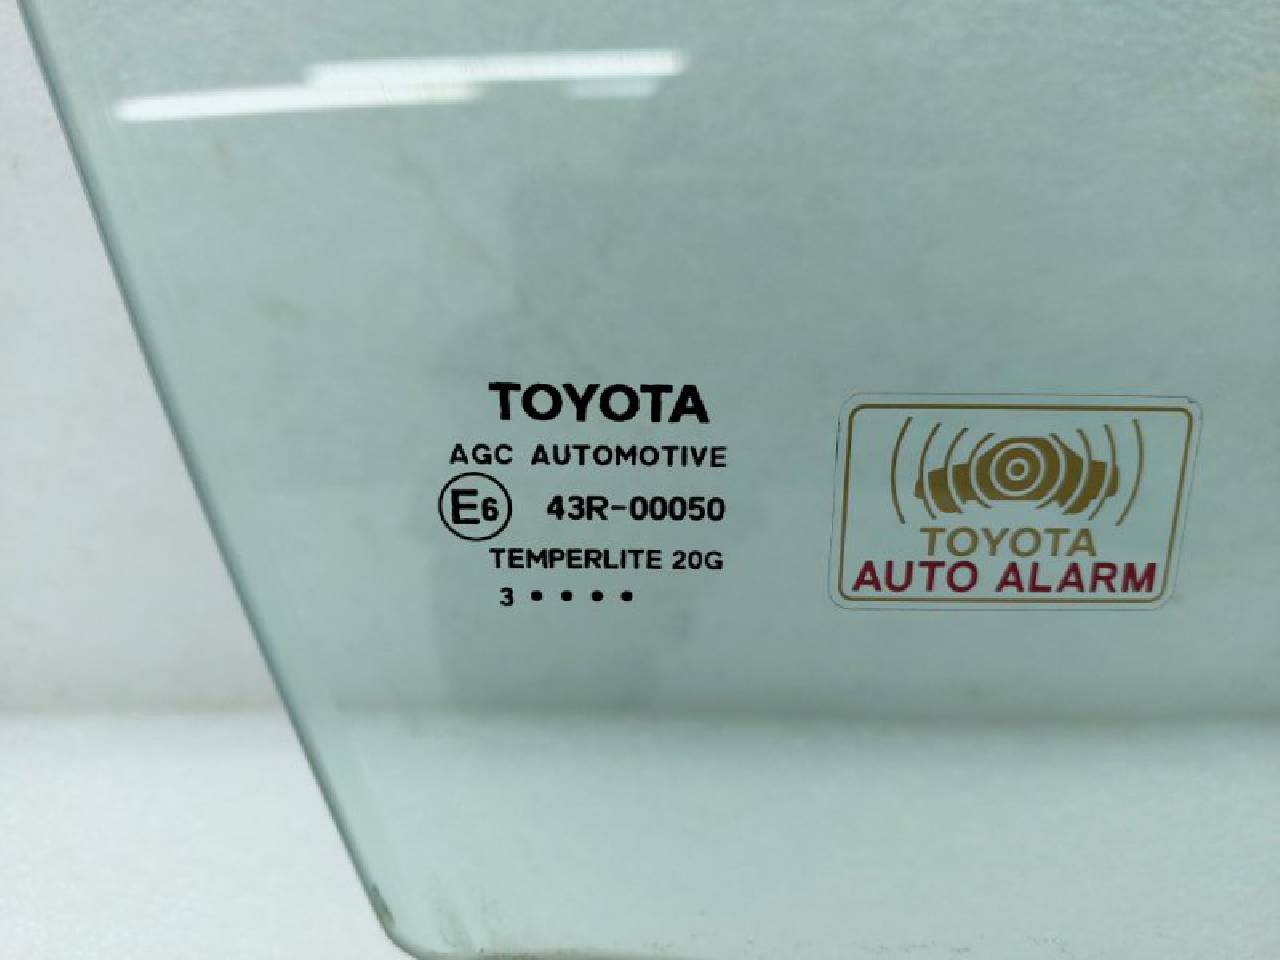 TOYOTA
AGC AUTOMOTIVE
E6 43R-00050
TEMPERLITE 20G
3 • • • •
TOYOTA
AUTO ALARM